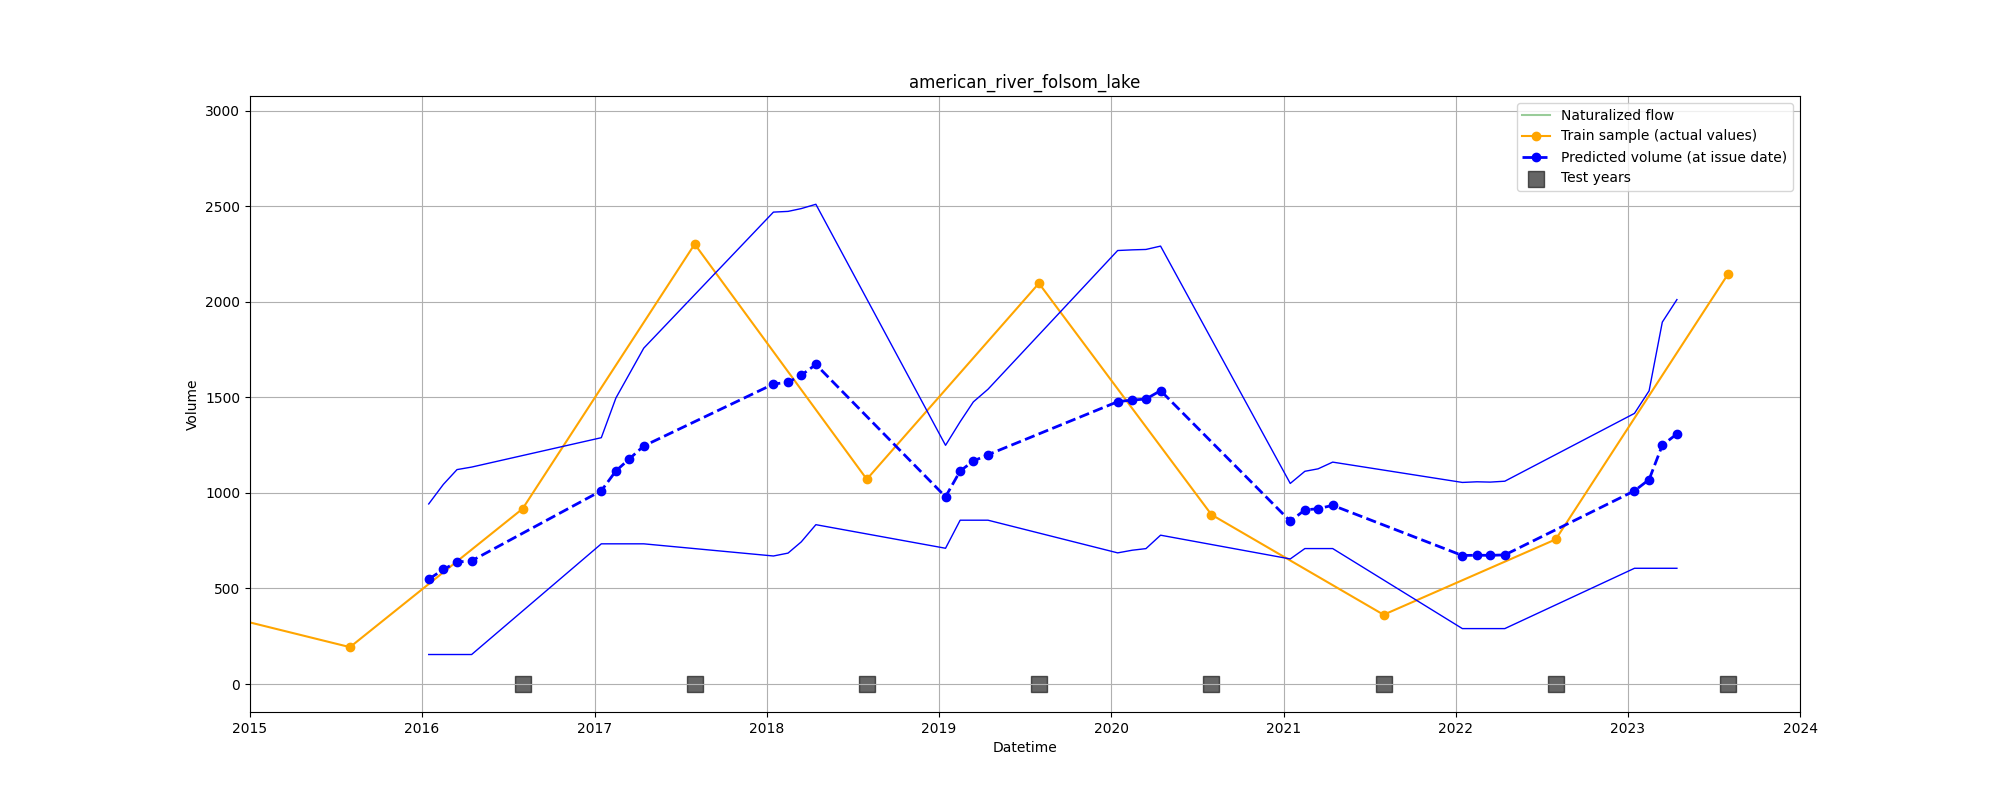 american_river_folsom_lake
3000
2500
2000
1500
1000
500
0
Volume
Naturalized flow
Train sample (actual values)
Predicted volume (at issue date)
Test years
2015 2016 2017 2018 2019 2020 2021 2022 2023 2024
Datetime